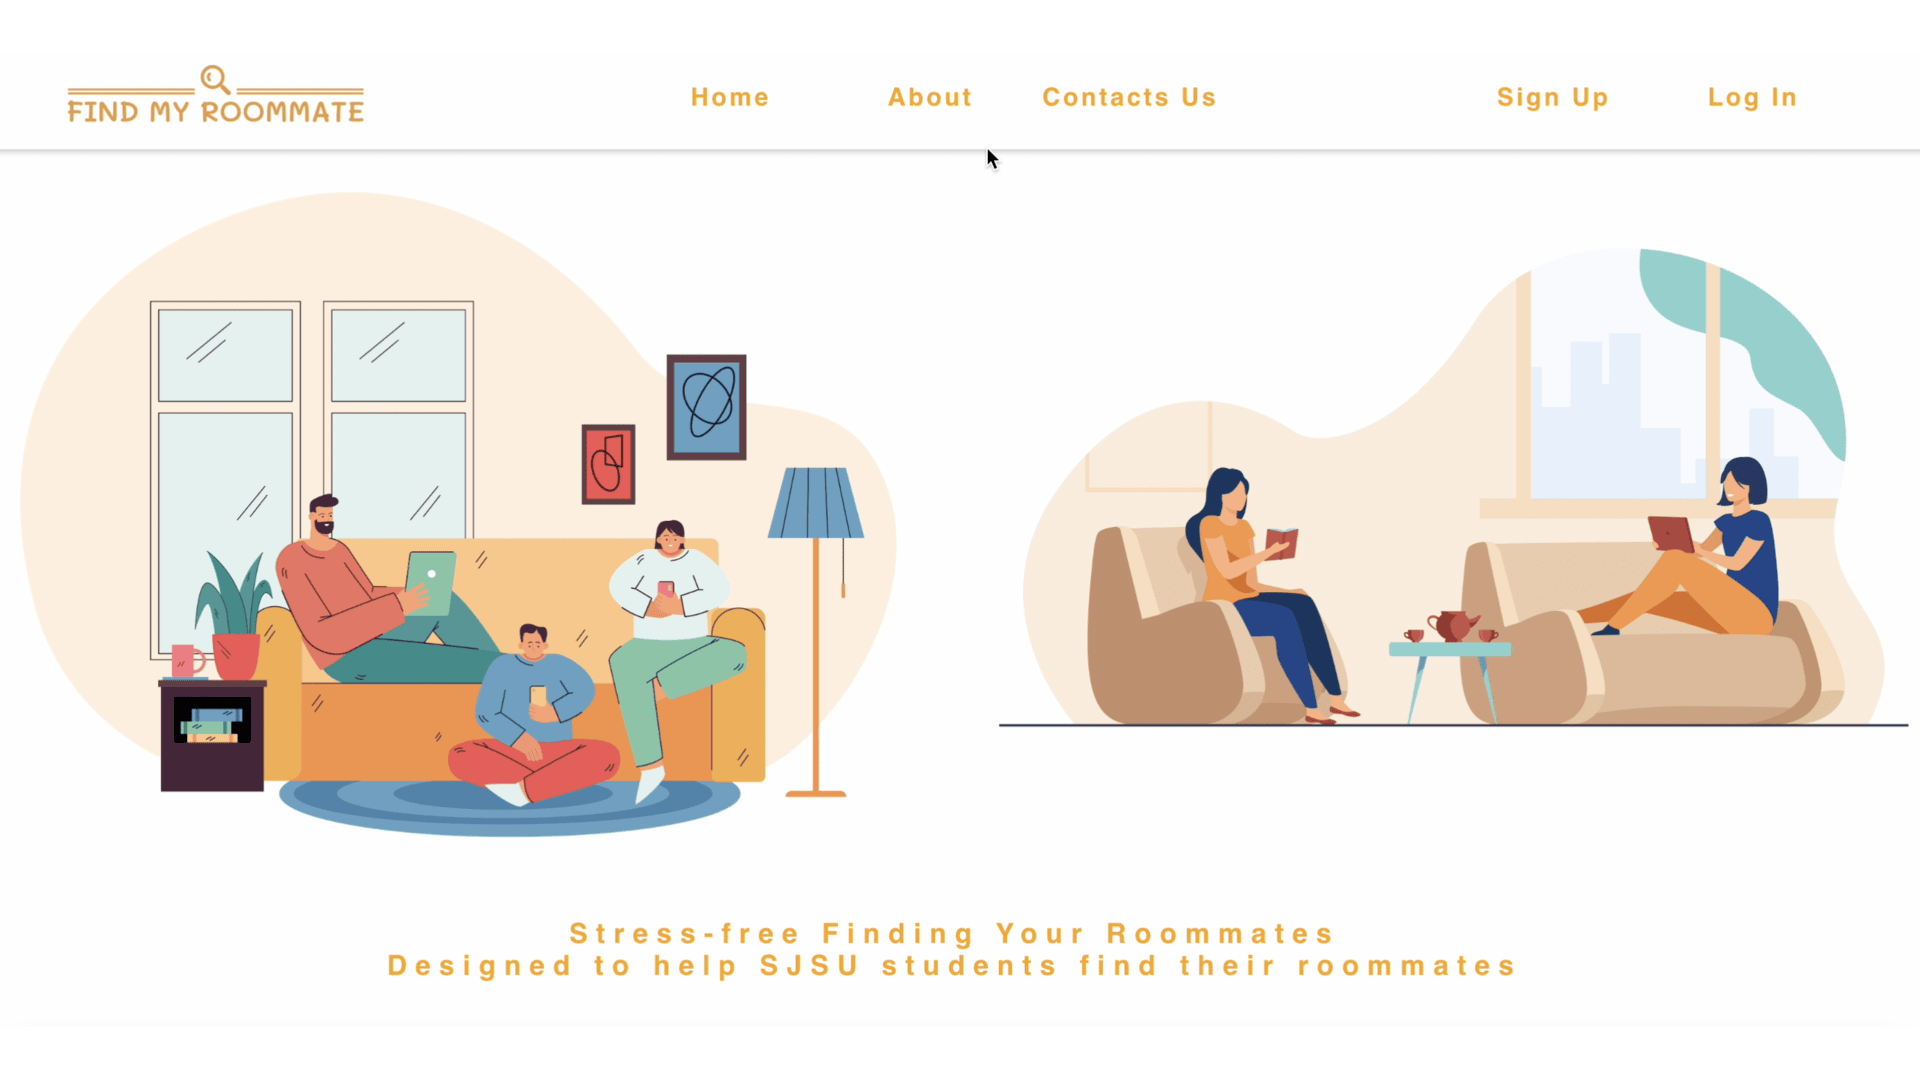 FIND MY ROOMMATE
Home
About
Contacts Us
Sign Up
Log In
Stress-free Finding Your Roommates
Designed to help SJSU students find their roommates